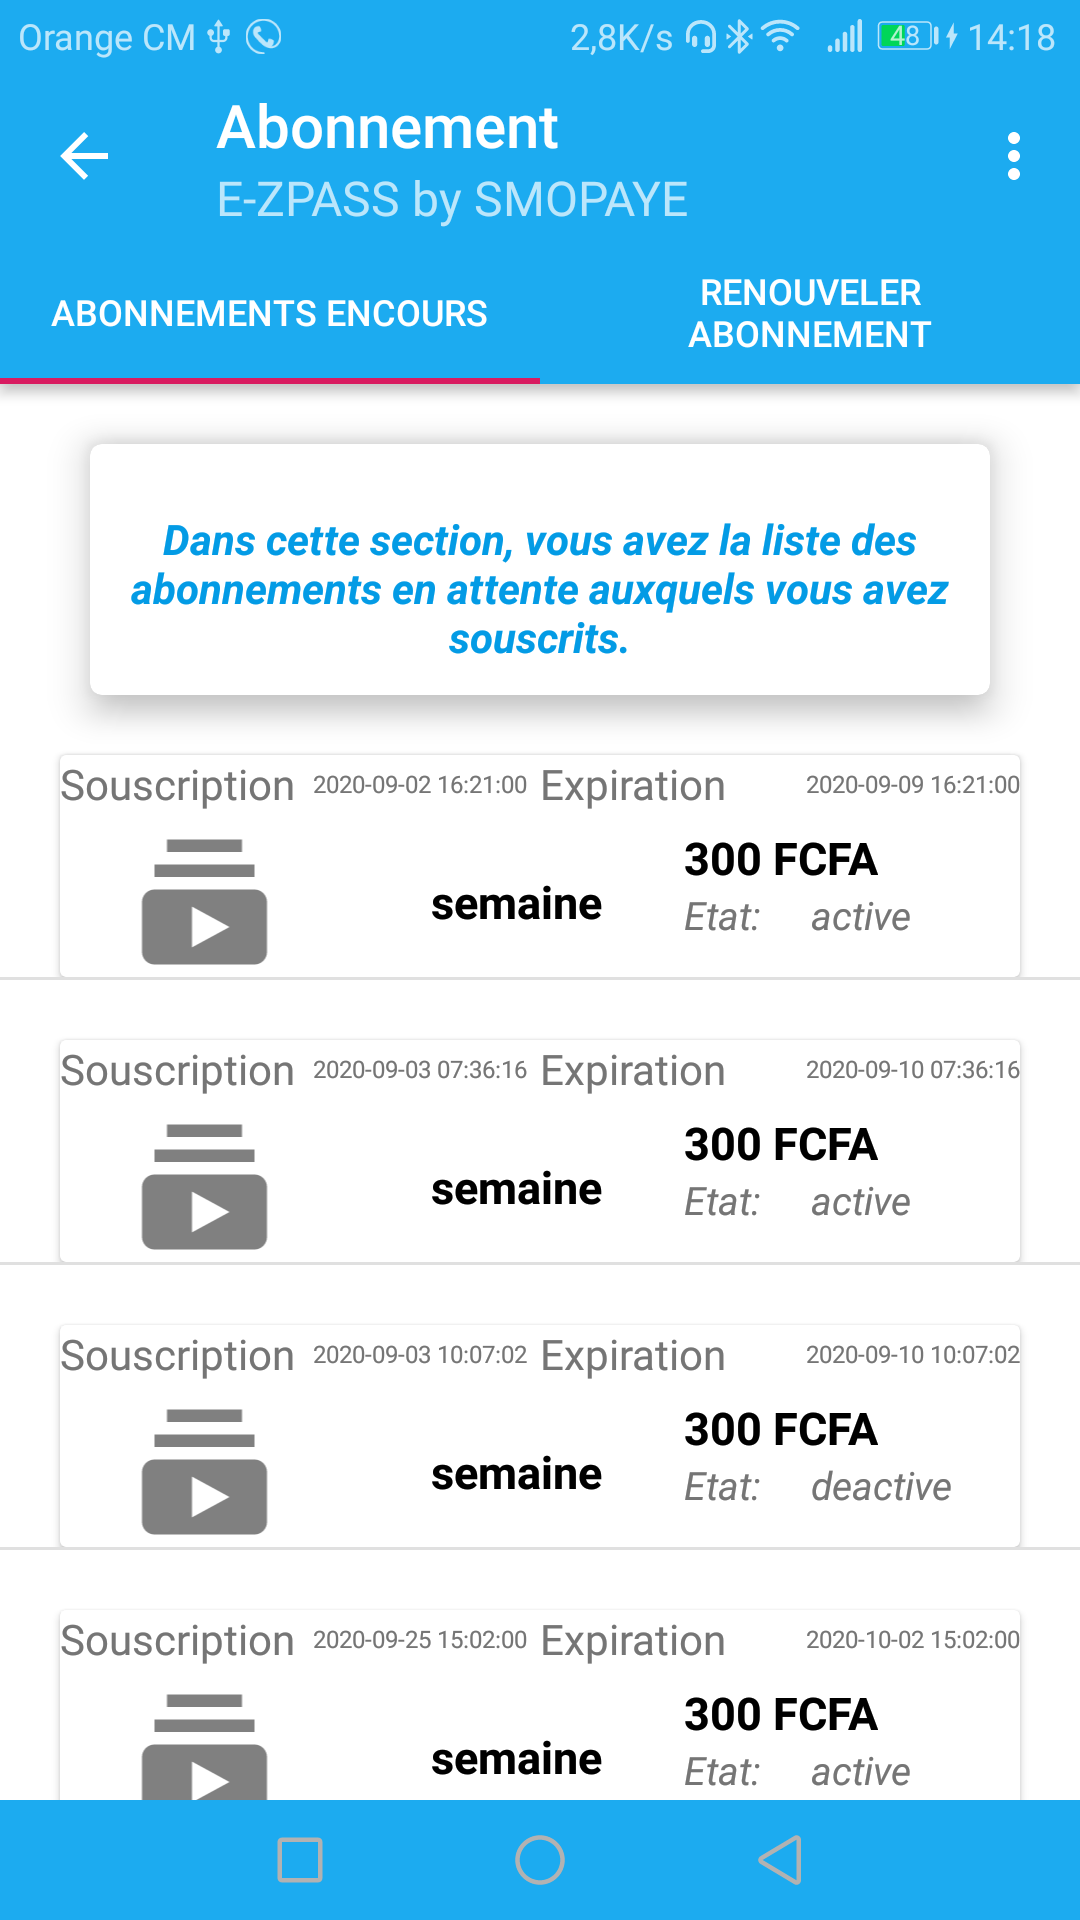 Orange CM 2,8K/s 48 14:18
Abonnement
E-ZPASS by SMOPAYE
ABONNEMENTS ENCOURS
RENOUVELER
ABONNEMENT
Dans cette section, vous avez la liste des
abonnements en attente auxquels vous avez
souscrits.
Souscription 2020-09-02 16:21:00 Expiration 2020-09-09 16:21:00
300 FCFA
semaine
Etat: active
Souscription 2020-09-03 07:36:16 Expiration 2020-09-10 07:36:16
300 FCFA
semaine
Etat: active
Souscription 2020-09-03 10:07:02 Expiration 2020-09-10 10:07:02
300 FCFA
semaine
Etat: deactive
Souscription 2020-09-25 15:02:00 Expiration 2020-10-02 15:02:00
300 FCFA
semaine
Etat: active